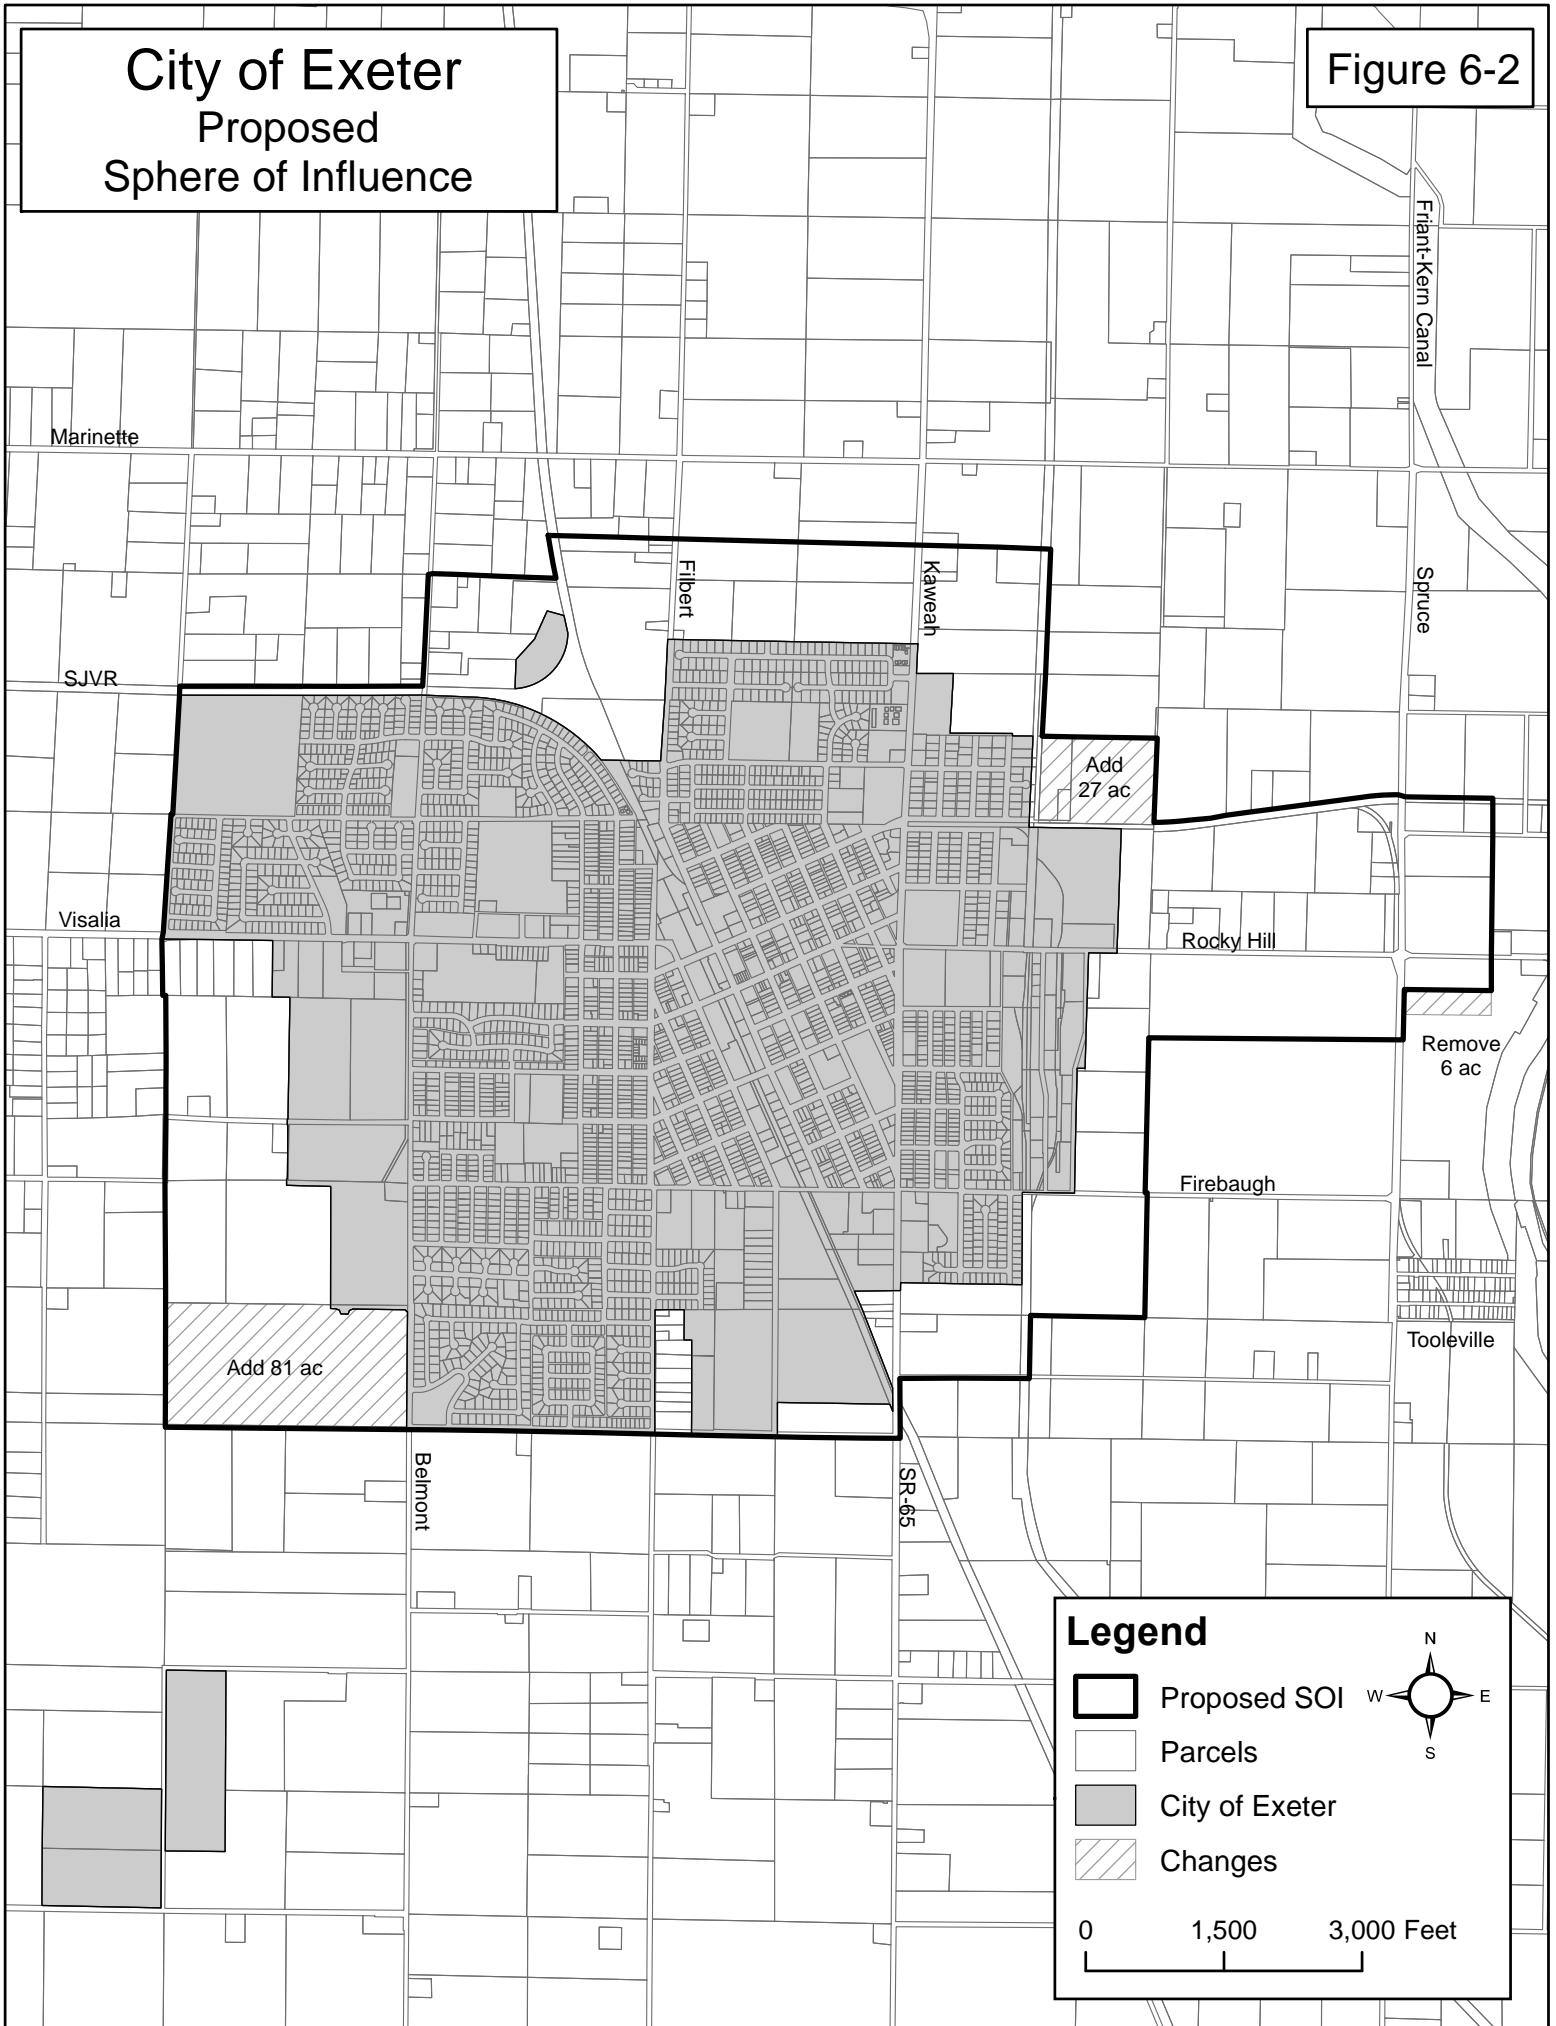 City of Exeter
Proposed
Sphere of Influence
Figure 6-2
Friant-Kern Canal
Marinette
Filbert
Kaweah
Spruce
SJVR
Add
27 ac
Visalia
Rocky Hill
Remove
6 ac
Firebaugh
Tooleville
Add 81 ac
Belmont
SR-65
Legend
Proposed SOI
Parcels
City of Exeter
Changes
N
W
E
S
0 1,500 3,000 Feet